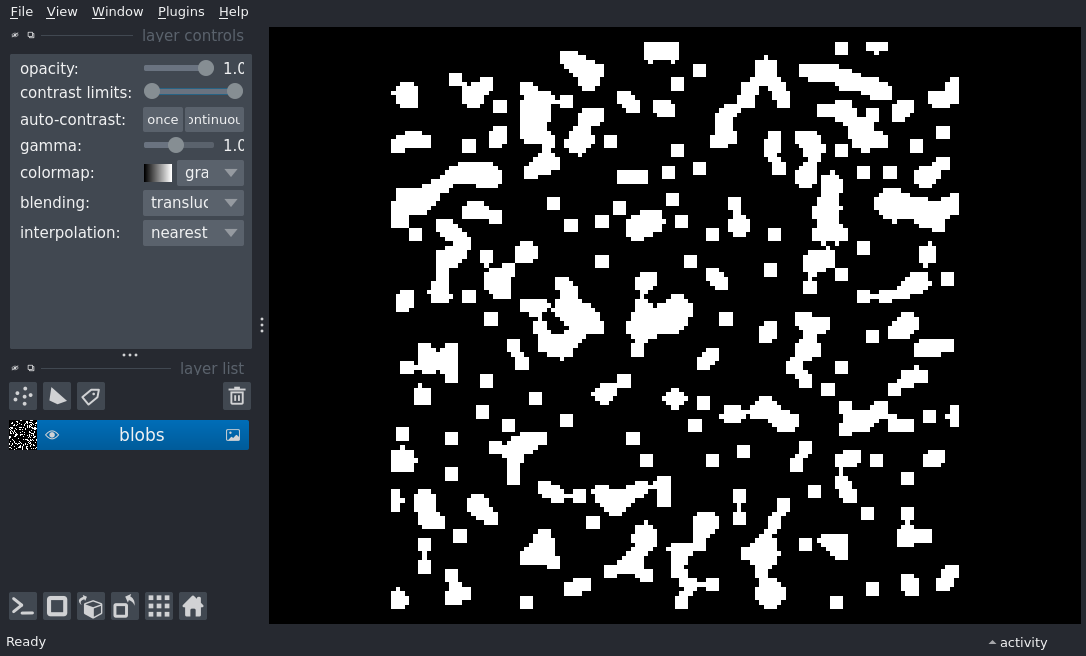 File View Window Plugins Help
layer controls
opacity: 1.0
contrast limits:
auto-contrast: once ontinuou
gamma: 1.0
colormap: gra
blending: transluc
interpolation: nearest
layer list
blobs
Ready
activity